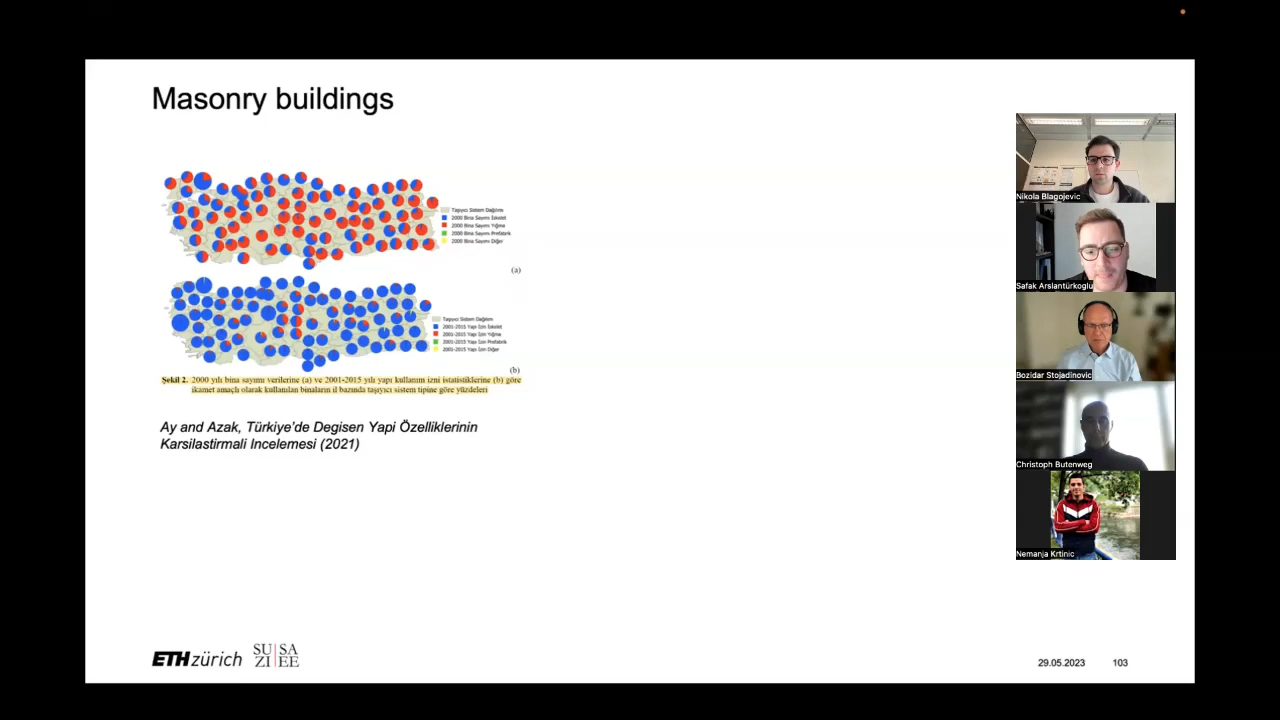 Masonry buildings
Taşıyıcı Sistem Dağılımı
2000 Bina Sayımı İskelet
2000 Bina Sayımı Yığma
2000 Bina Sayımı Prefabrik
2000 Bina Sayımı Diğer
(a)
Taşıyıcı Sistem Dağılımı
2001-2015 Yapı İzin İskelet
2001-2015 Yapı İzin Yığma
2001-2015 Yapı İzin Prefabrik
2001-2015 Yapı İzin Diğer
(b)
Şekil 2. 2000 yılı bina sayımı verilerine (a) ve 2001-2015 yılı yapı kullanım izni istatistiklerine (b) göre
ikamet amaçlı olarak kullanılan binaların il bazında taşıyıcı sistem tipine göre yüzdeleri
Ay and Azak, Türkiye'de Degisen Yapi Özelliklerinin
Karsilastirmali Incelemesi (2021)
Nikola Blagojevic
Safak Arslantürkoglu
Bozidar Stojadinovic
Christoph Butenweg
Nemanja Krtinic
ETH zürich
SU|SA
ZI|EE
29.05.2023 103